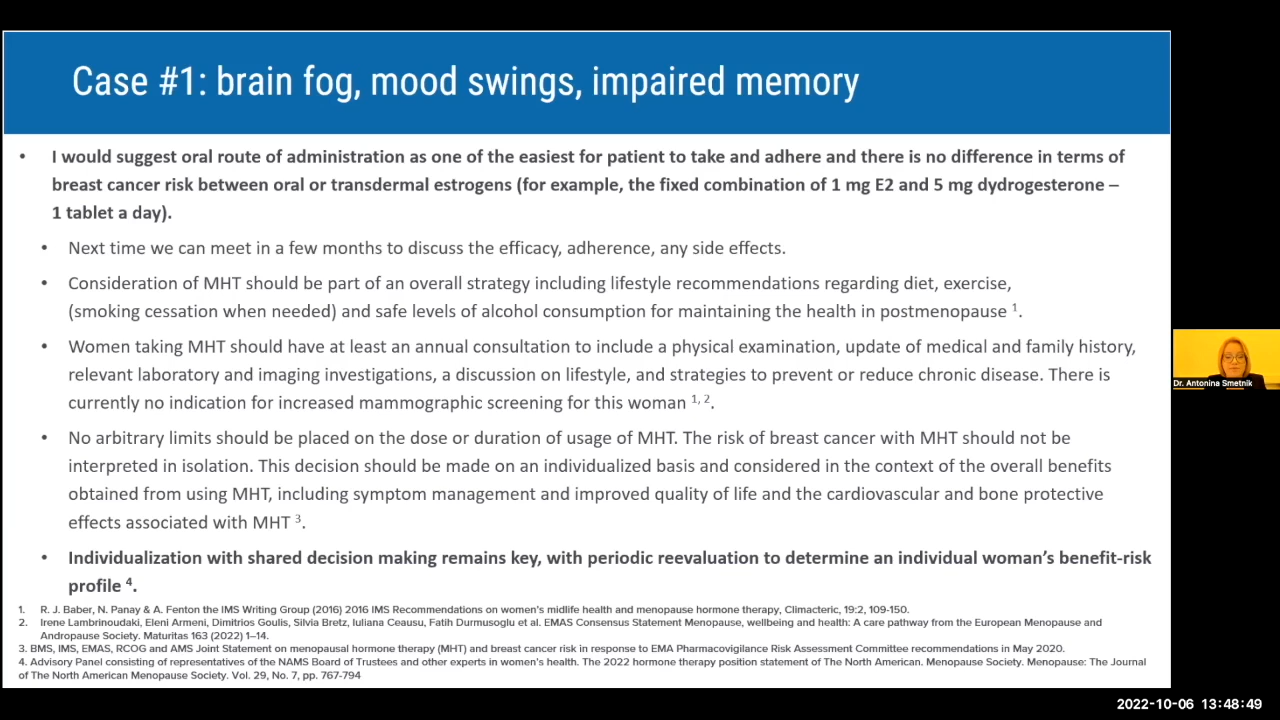 Case #1: brain fog, mood swings, impaired memory
• I would suggest oral route of administration as one of the easiest for patient to take and adhere and there is no difference in terms of
breast cancer risk between oral or transdermal estrogens (for example, the fixed combination of 1 mg E2 and 5 mg dydrogesterone –
1 tablet a day).
• Next time we can meet in a few months to discuss the efficacy, adherence, any side effects.
• Consideration of MHT should be part of an overall strategy including lifestyle recommendations regarding diet, exercise,
(smoking cessation when needed) and safe levels of alcohol consumption for maintaining the health in postmenopause 1.
• Women taking MHT should have at least an annual consultation to include a physical examination, update of medical and family history,
relevant laboratory and imaging investigations, a discussion on lifestyle, and strategies to prevent or reduce chronic disease. There is
currently no indication for increased mammographic screening for this woman 1, 2.
• No arbitrary limits should be placed on the dose or duration of usage of MHT. The risk of breast cancer with MHT should not be
interpreted in isolation. This decision should be made on an individualized basis and considered in the context of the overall benefits
obtained from using MHT, including symptom management and improved quality of life and the cardiovascular and bone protective
effects associated with MHT 3.
• Individualization with shared decision making remains key, with periodic reevaluation to determine an individual woman's benefit-risk
profile 4.
1. R. J. Baber, N. Panay & A. Fenton the IMS Writing Group (2016) 2016 IMS Recommendations on women's midlife health and menopause hormone therapy, Climacteric, 19:2, 109-150.
2. Irene Lambrinoudaki, Eleni Armeni, Dimitrios Goulis, Silvia Bretz, Iuliana Ceausu, Fatih Durmusoglu et al. EMAS Consensus Statement Menopause, wellbeing and health: A care pathway from the European Menopause and
Andropause Society. Maturitas 163 (2022) 1–14.
3. BMS, IMS, EMAS, RCOG and AMS Joint Statement on menopausal hormone therapy (MHT) and breast cancer risk in response to EMA Pharmacovigilance Risk Assessment Committee recommendations in May 2020.
4. Advisory Panel consisting of representatives of the NAMS Board of Trustees and other experts in women's health. The 2022 hormone therapy position statement of The North American. Menopause Society. Menopause: The Journal
of The North American Menopause Society. Vol. 29, No. 7, pp. 767-794
Dr. Antonina Smetnik
2022-10-06 13:48:49